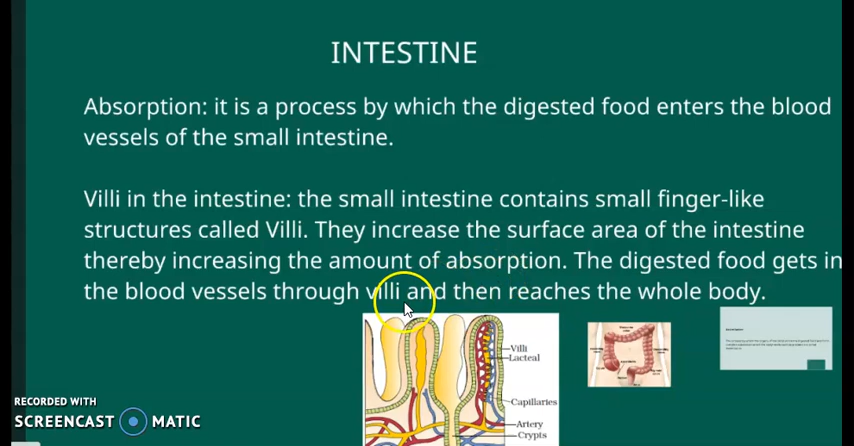 INTESTINE
Absorption: it is a process by which the digested food enters the blood
vessels of the small intestine.
Villi in the intestine: the small intestine contains small finger-like
structures called Villi. They increase the surface area of the intestine
thereby increasing the amount of absorption. The digested food gets in
the blood vessels through villi and then reaches the whole body.
Villi
Lacteal
Capillaries
Artery
Crypts
RECORDED WITH
SCREENCAST MATIC